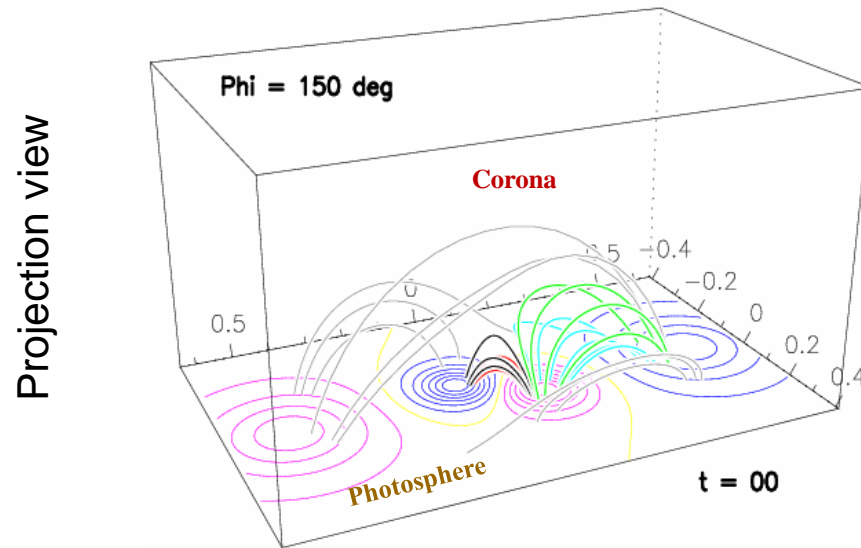 Projection view
Phi = 150 deg
Corona
0.5
0
-0.4
-0.2
0
0.2
0.4
Photosphere
t = 00